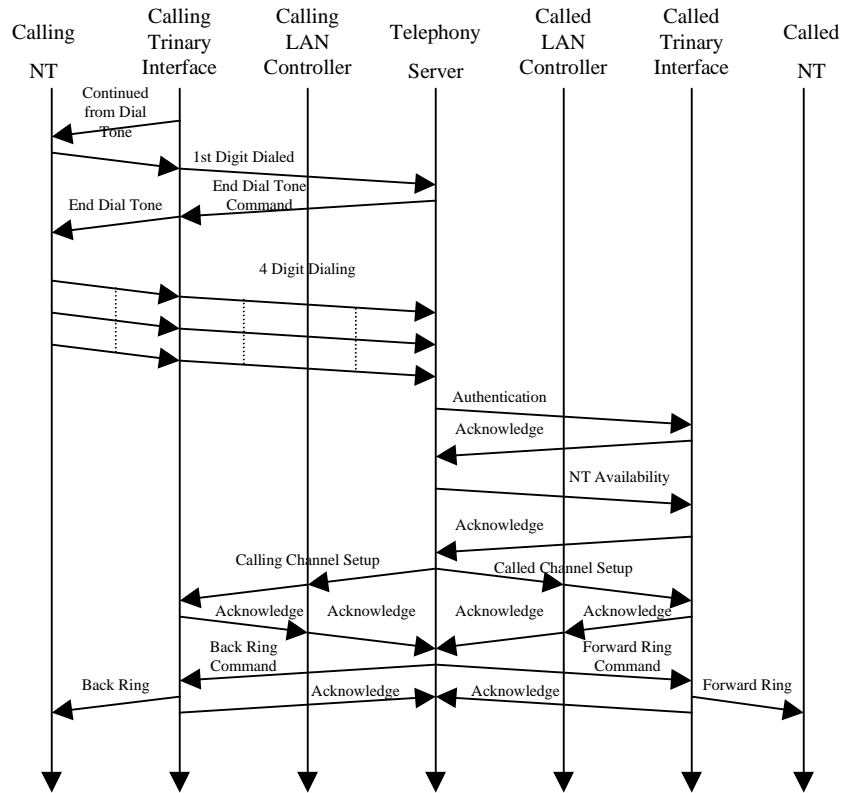 Calling
NT
Calling
Trinary
Interface
Calling
LAN
Controller
Telephony
Server
Called
LAN
Controller
Called
Trinary
Interface
Called
NT
Continued
from Dial
Tone
1st Digit Dialed
End Dial Tone
Command
End Dial Tone
4 Digit Dialing
Authentication
Acknowledge
NT Availability
Acknowledge
Calling Channel Setup
Called Channel Setup
Acknowledge
Acknowledge
Acknowledge
Acknowledge
Back Ring
Command
Forward Ring
Command
Back Ring
Acknowledge
Acknowledge
Forward Ring